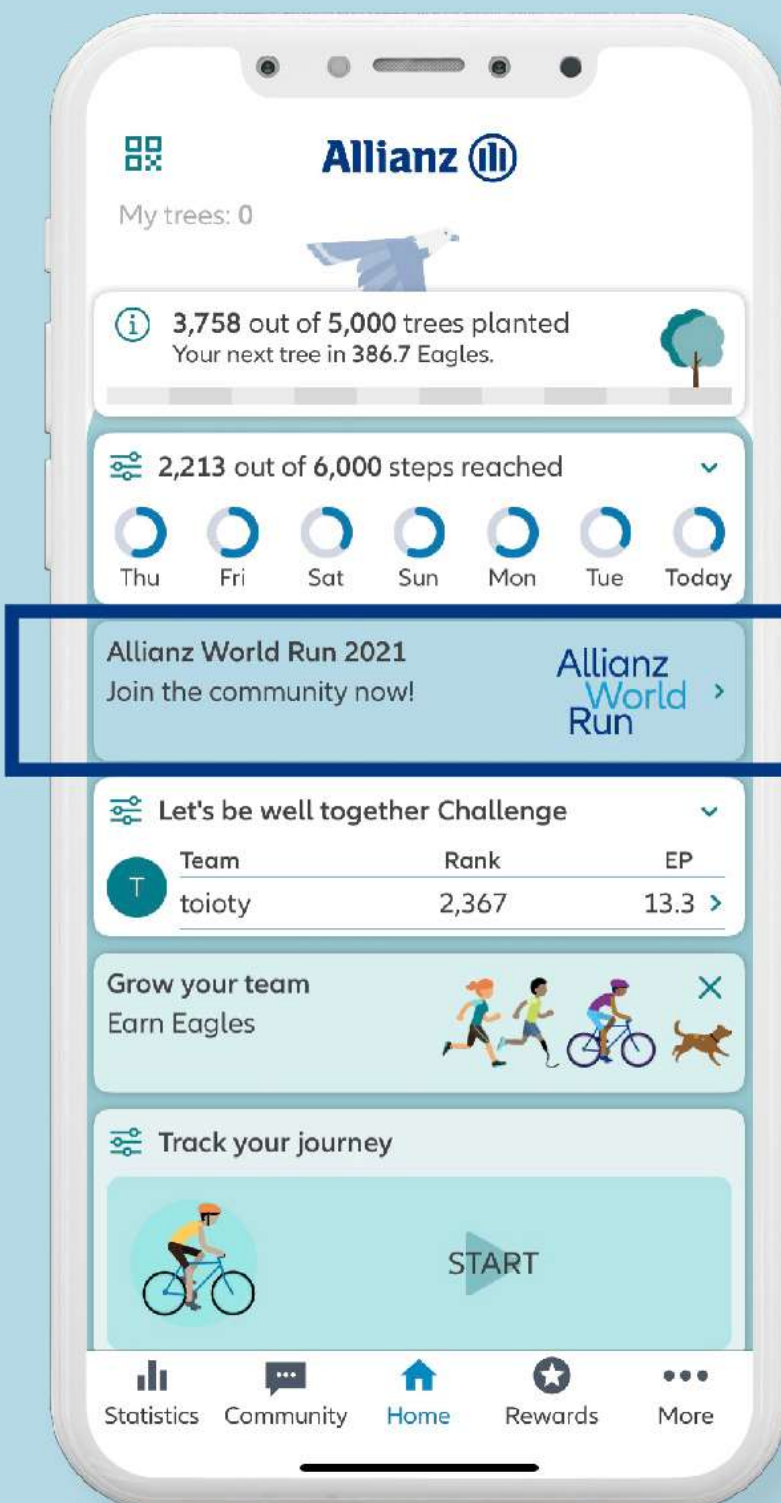 Allianz
My trees: 0
3,758 out of 5,000 trees planted
Your next tree in 386.7 Eagles.
2,213 out of 6,000 steps reached
Thu Fri Sat Sun Mon Tue Today
Allianz World Run 2021
Join the community now!
Allianz
World
Run
Let's be well together Challenge
Team Rank EP
T
toioty 2,367 13.3
Grow your team
Earn Eagles
Track your journey
START
Statistics Community Home Rewards More